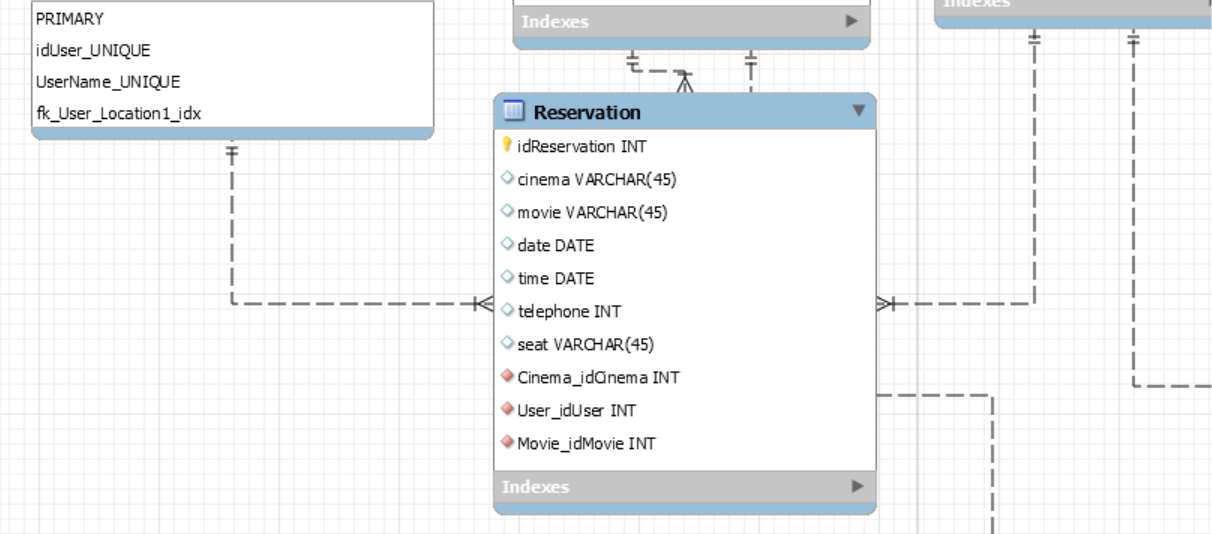 PRIMARY
idUser_UNIQUE
UserName_UNIQUE
fk_User_Location1_idx
Indexes
Indexes
Reservation
idReservation INT
cinema VARCHAR(45)
movie VARCHAR(45)
date DATE
time DATE
telephone INT
seat VARCHAR(45)
Cinema_idCinema INT
User_idUser INT
Movie_idMovie INT
Indexes